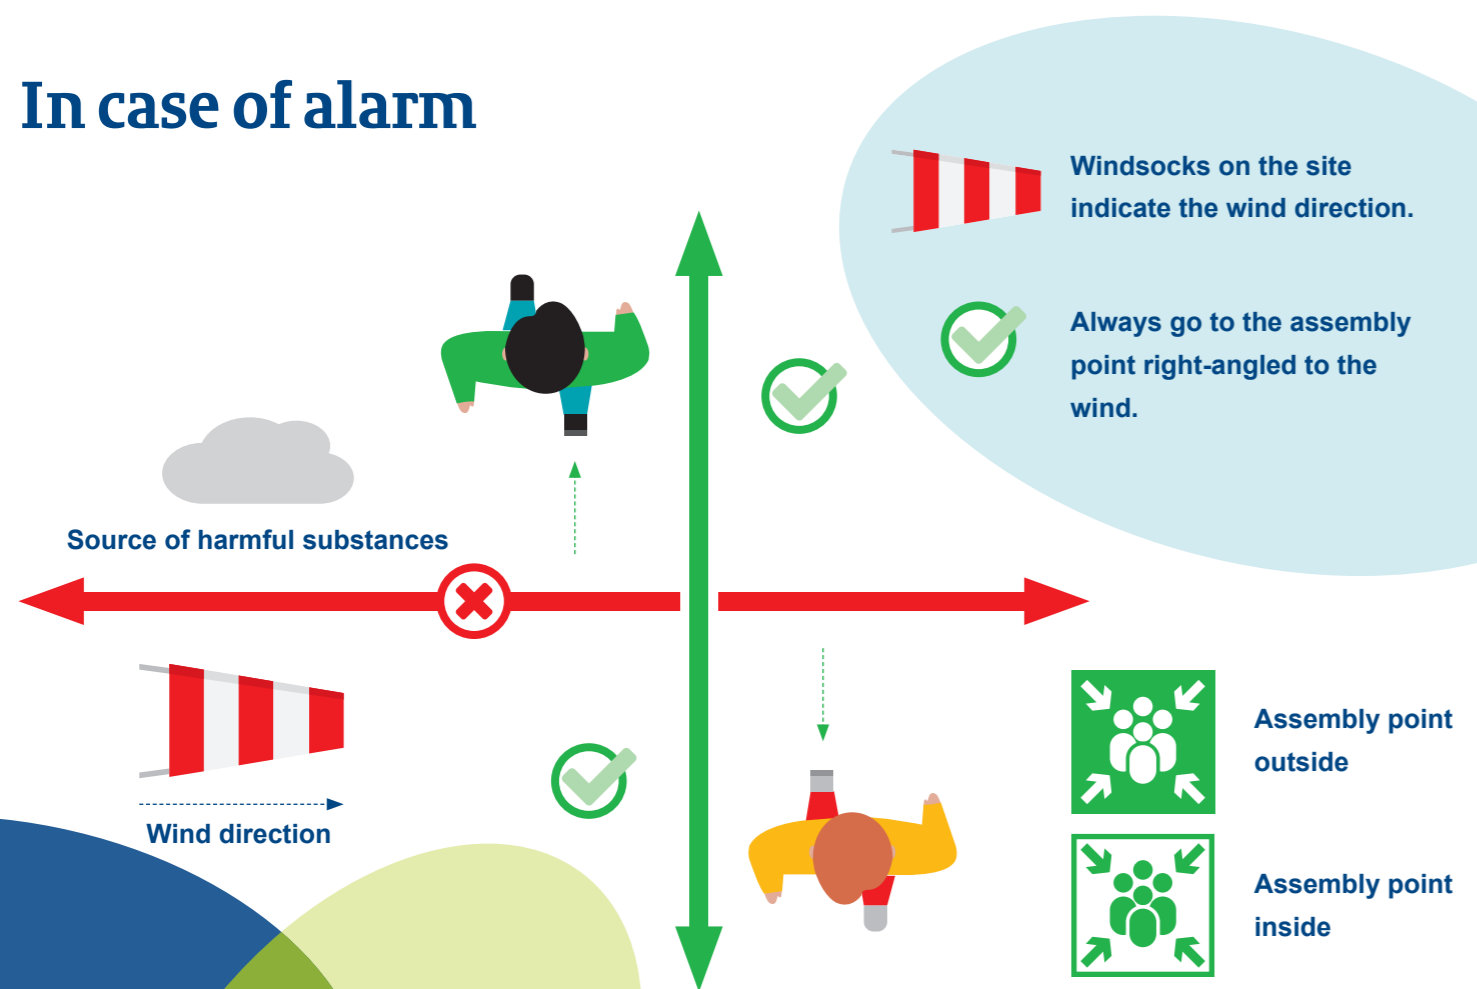 In case of alarm
Windsocks on the site
indicate the wind direction.
Always go to the assembly
point right-angled to the
wind.
Source of harmful substances
Wind direction
Assembly point
outside
Assembly point
inside